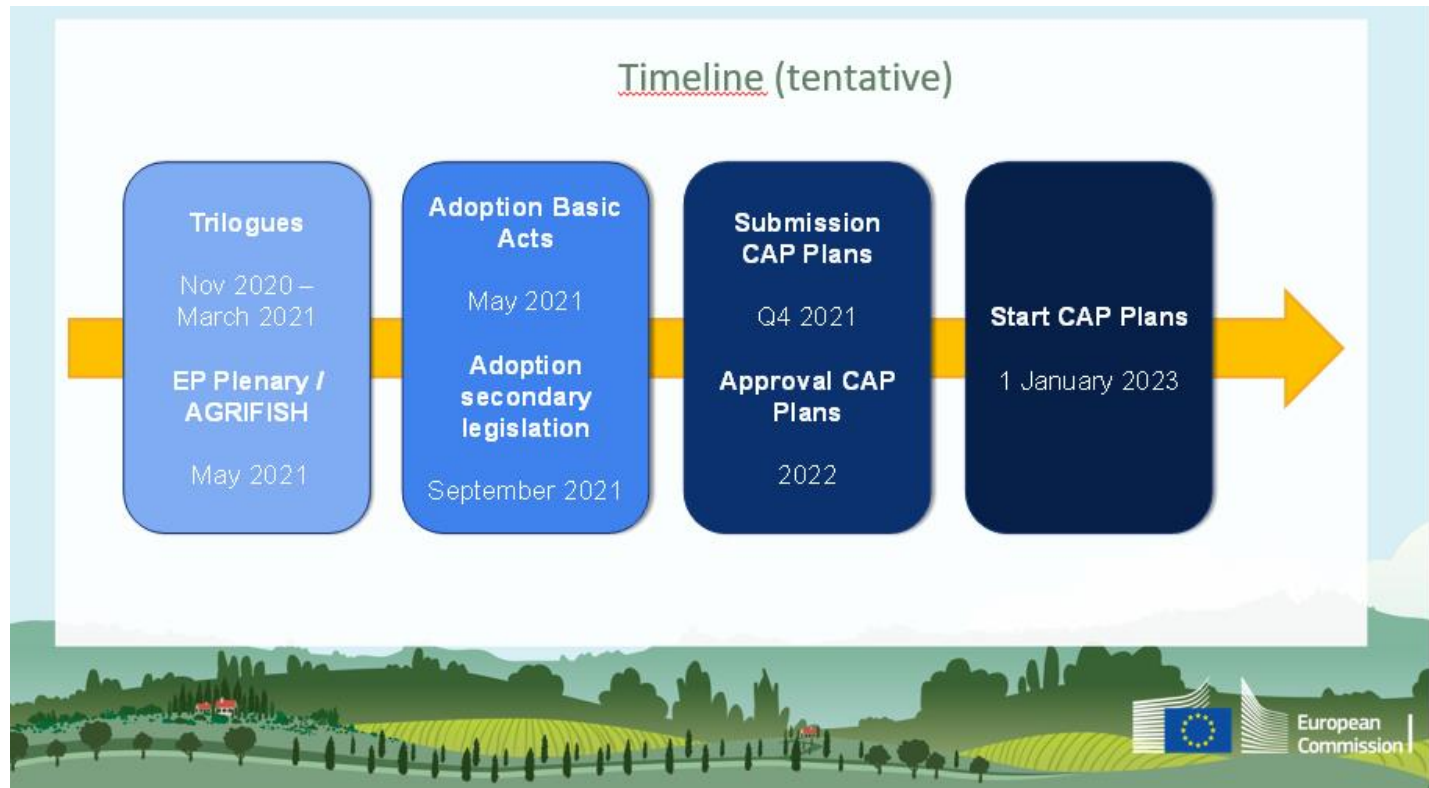 Timeline (tentative)
Trilogues
Nov 2020 –
March 2021
EP Plenary /
AGRIFISH
May 2021
Adoption Basic
Acts
May 2021
Adoption
secondary
legislation
September 2021
Submission
CAP Plans
Q4 2021
Approval CAP
Plans
2022
Start CAP Plans
1 January 2023
European
Commission